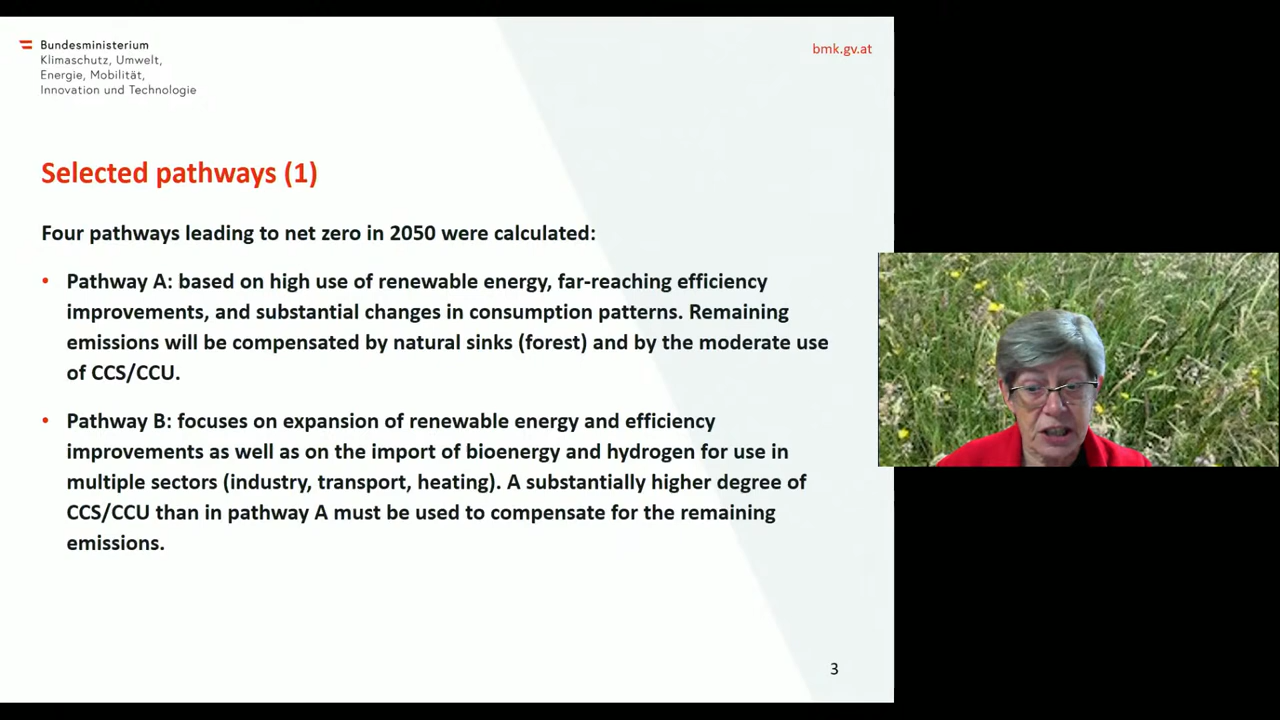 Bundesministerium
Klimaschutz, Umwelt,
Energie, Mobilität,
Innovation und Technologie
bmk.gv.at
Selected pathways (1)
Four pathways leading to net zero in 2050 were calculated:
• Pathway A: based on high use of renewable energy, far-reaching efficiency
improvements, and substantial changes in consumption patterns. Remaining
emissions will be compensated by natural sinks (forest) and by the moderate use
of CCS/CCU.
• Pathway B: focuses on expansion of renewable energy and efficiency
improvements as well as on the import of bioenergy and hydrogen for use in
multiple sectors (industry, transport, heating). A substantially higher degree of
CCS/CCU than in pathway A must be used to compensate for the remaining
emissions.
3